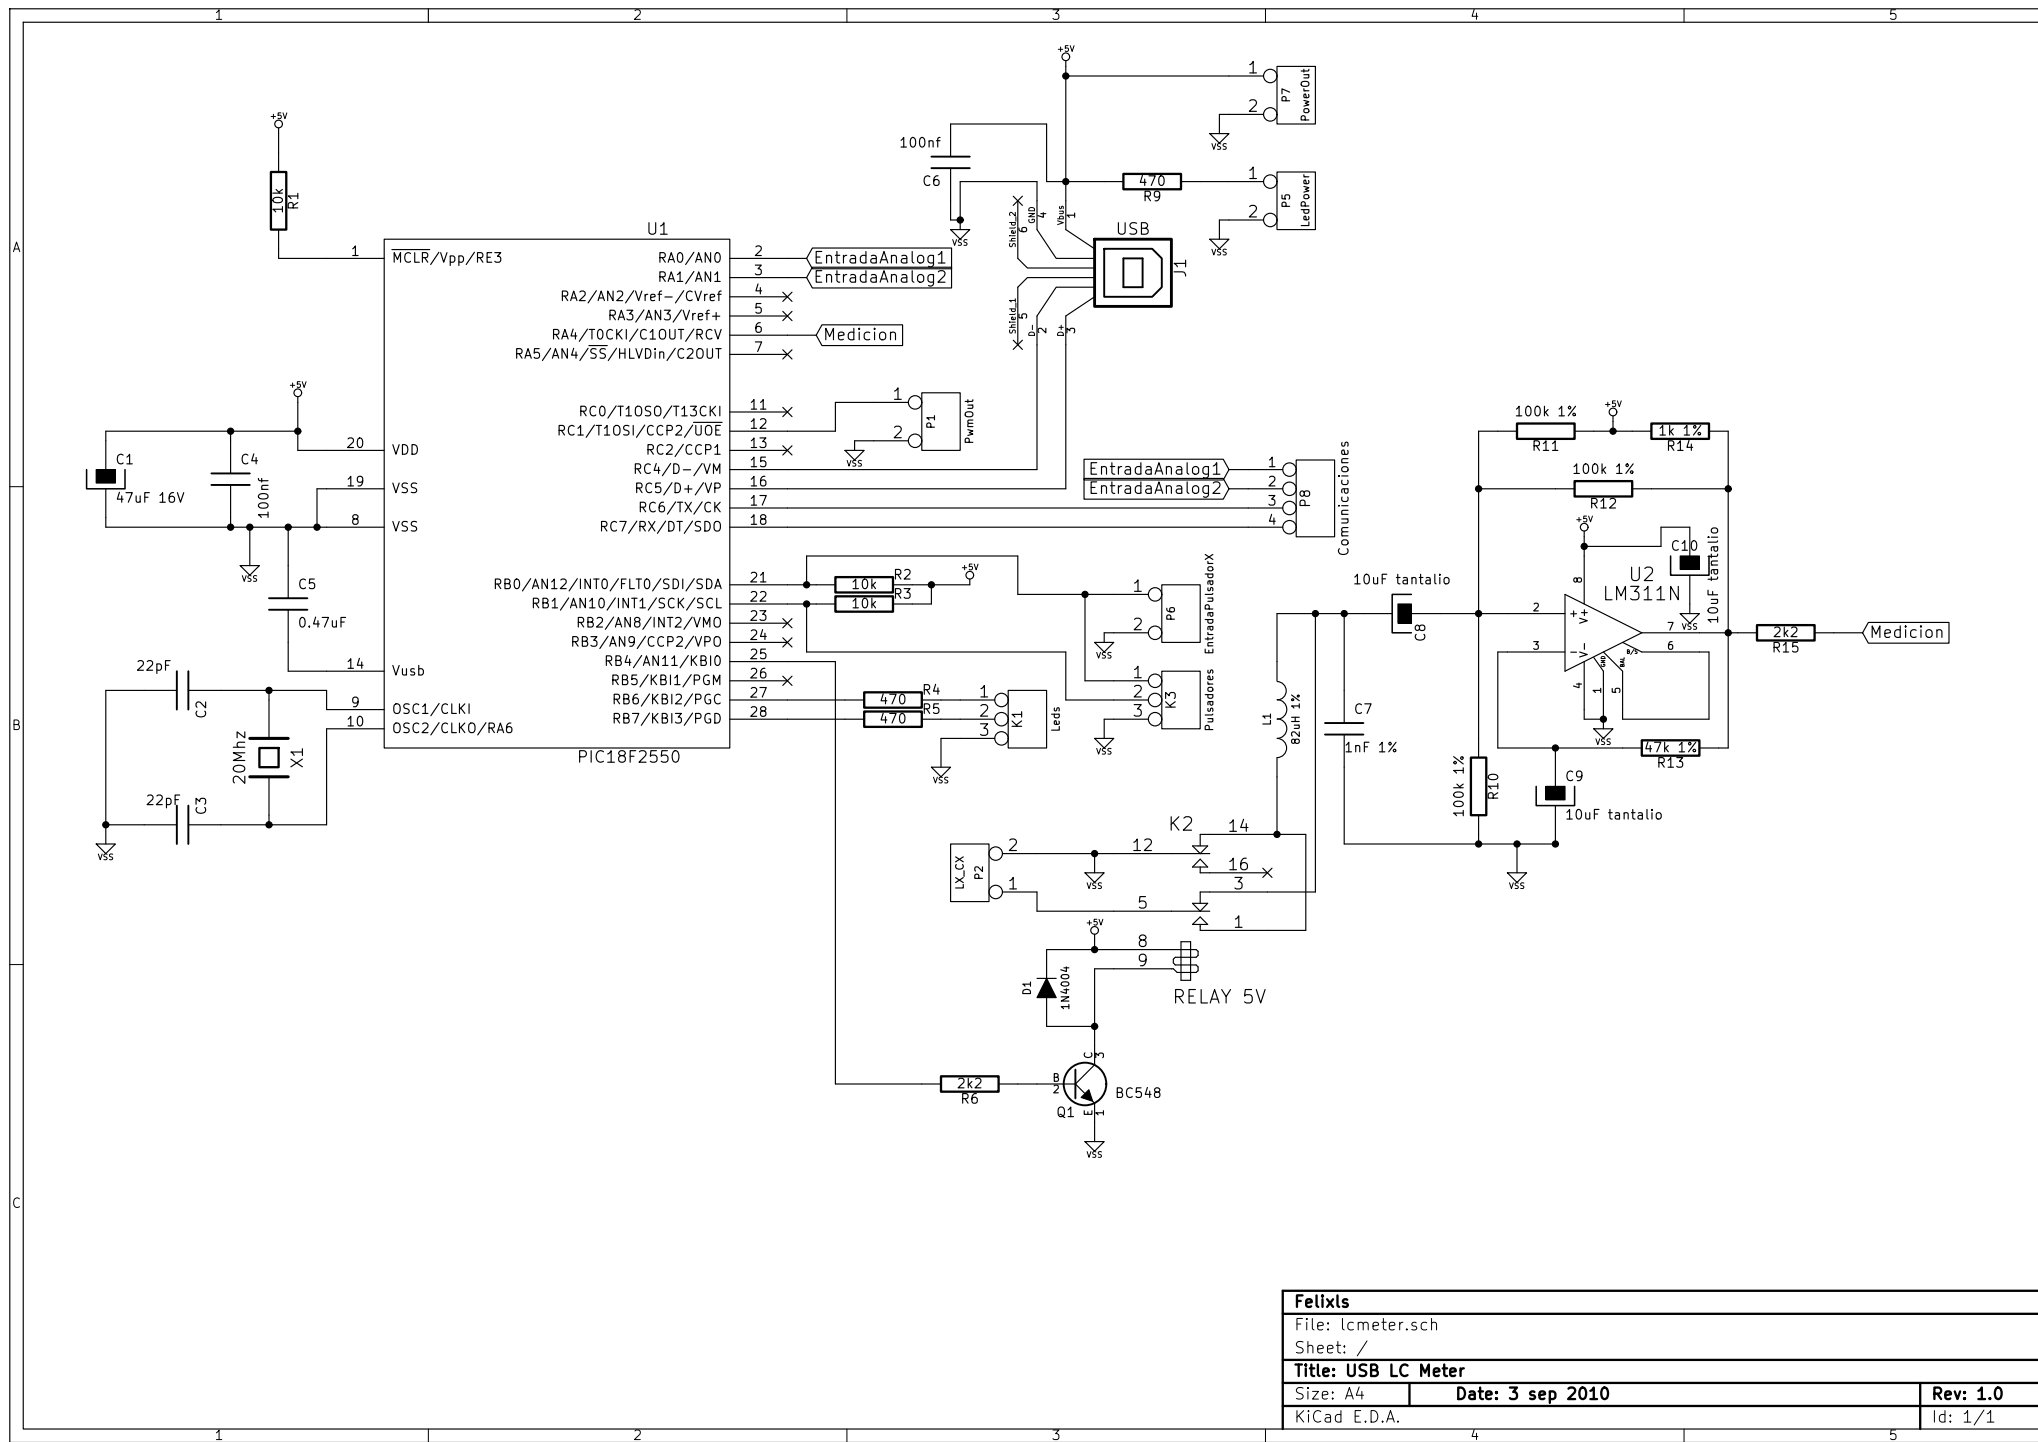 1 2 3 4 5
A
B
C
+5V
10k
R1
U1
1
MCLR/Vpp/RE3
RA0/AN0 2 EntradaAnalog1
RA1/AN1 3 EntradaAnalog2
RA2/AN2/Vref-/CVref 4
RA3/AN3/Vref+ 5
RA4/T0CKI/C1OUT/RCV 6 Medicion
RA5/AN4/SS/HLVDin/C2OUT 7
RC0/T1OSO/T13CKI 11
RC1/T1OSI/CCP2/UOE 12
RC2/CCP1 13
RC4/D-/VM 15
RC5/D+/VP 16
RC6/TX/CK 17
RC7/RX/DT/SDO 18
RB0/AN12/INT0/FLT0/SDI/SDA 21
RB1/AN10/INT1/SCK/SCL 22
RB2/AN8/INT2/VMO 23
RB3/AN9/CCP2/VPO 24
RB4/AN11/KBI0 25
RB5/KBI1/PGM 26
RB6/KBI2/PGC 27
RB7/KBI3/PGD 28
20 VDD
19 VSS
8 VSS
14 Vusb
9 OSC1/CLKI
10 OSC2/CLKO/RA6
PIC18F2550
+5V
C1
47uF 16V
C4
100nf
VSS
C5
0.47uF
22pF
C2
20Mhz
X1
22pF
C3
VSS
+5V
100nf
C6
VSS
470
R9
1
2
P7
PowerOut
VSS
1
2
P5
LedPower
VSS
USB
J1
Shield_2
6
GND
4
Vbus
1
Shield_1
5
D-
2
D+
3
1
2
P1
PwmOut
VSS
EntradaAnalog1 1
EntradaAnalog2 2
3
4
P8
Comunicaciones
10k
R2
10k
R3
+5V
1
2
P6
EntradaPulsadorX
VSS
1
2
3
K3
Pulsadores
VSS
470
R4
470
R5
1
2
3
K1
Leds
VSS
100k 1%
R11
+5V
1k 1%
R14
100k 1%
R12
+5V
C10
10uF tantalio
VSS
U2
LM311N
8
2
3
7
6
4
1
5
+
V+
-
V-
GND
BAL
B/S
VSS
2k2
R15
Medicion
10uF tantalio
C8
L1
82uH 1%
C7
1nF 1%
100k 1%
R10
47k 1%
R13
C9
10uF tantalio
VSS
K2
14
12
16
3
5
1
LX_CX
P2
2
1
VSS
+5V
8
9
RELAY 5V
D1
1N4004
2k2
R6
B
2
C
3
E
1
Q1
BC548
VSS
Felixls
File: lcmeter.sch
Sheet: /
Title: USB LC Meter
Size: A4 Date: 3 sep 2010 Rev: 1.0
KiCad E.D.A. Id: 1/1
1 2 3 4 5